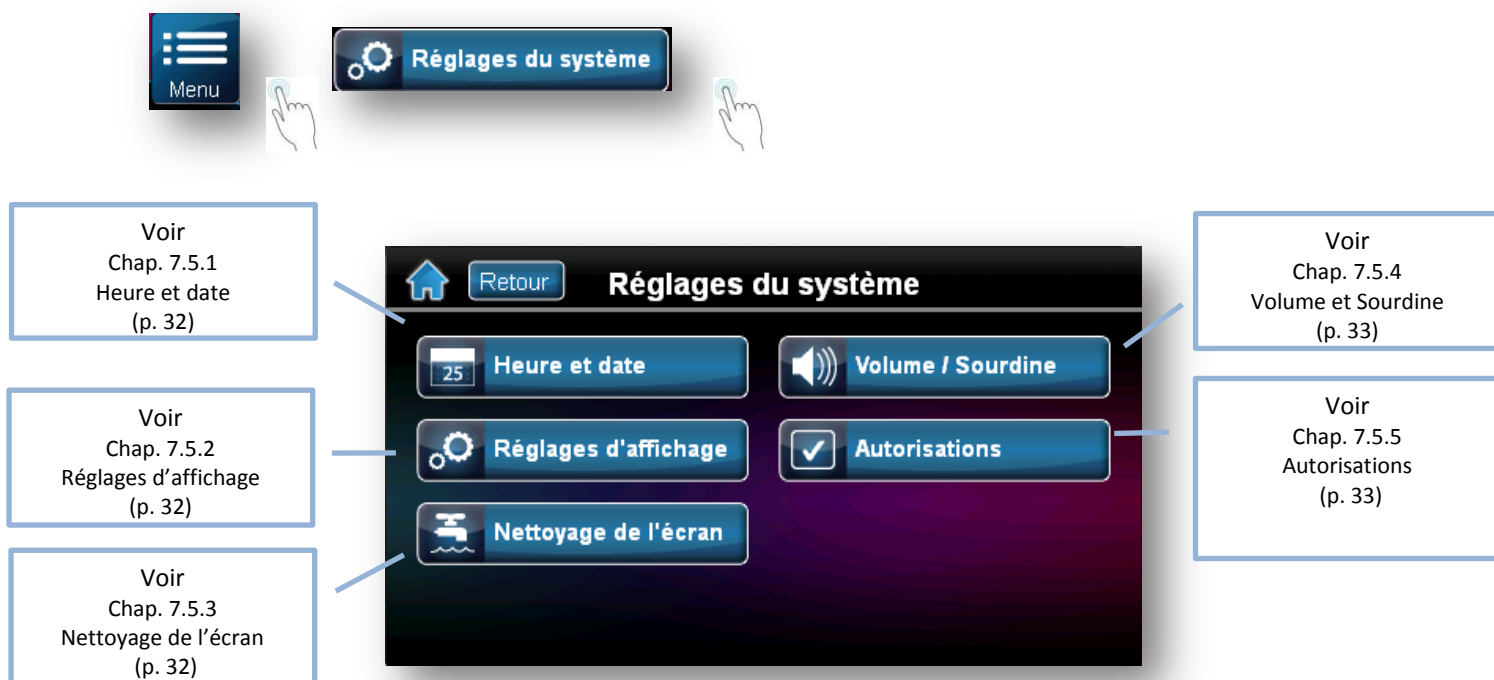 Menu
Réglages du système
Voir
Chap. 7.5.1
Heure et date
(p. 32)
Voir
Chap. 7.5.2
Réglages d’affichage
(p. 32)
Voir
Chap. 7.5.3
Nettoyage de l’écran
(p. 32)
Retour
Réglages du système
25
Heure et date
Volume / Sourdine
Réglages d'affichage
Autorisations
Nettoyage de l'écran
Voir
Chap. 7.5.4
Volume et Sourdine
(p. 33)
Voir
Chap. 7.5.5
Autorisations
(p. 33)